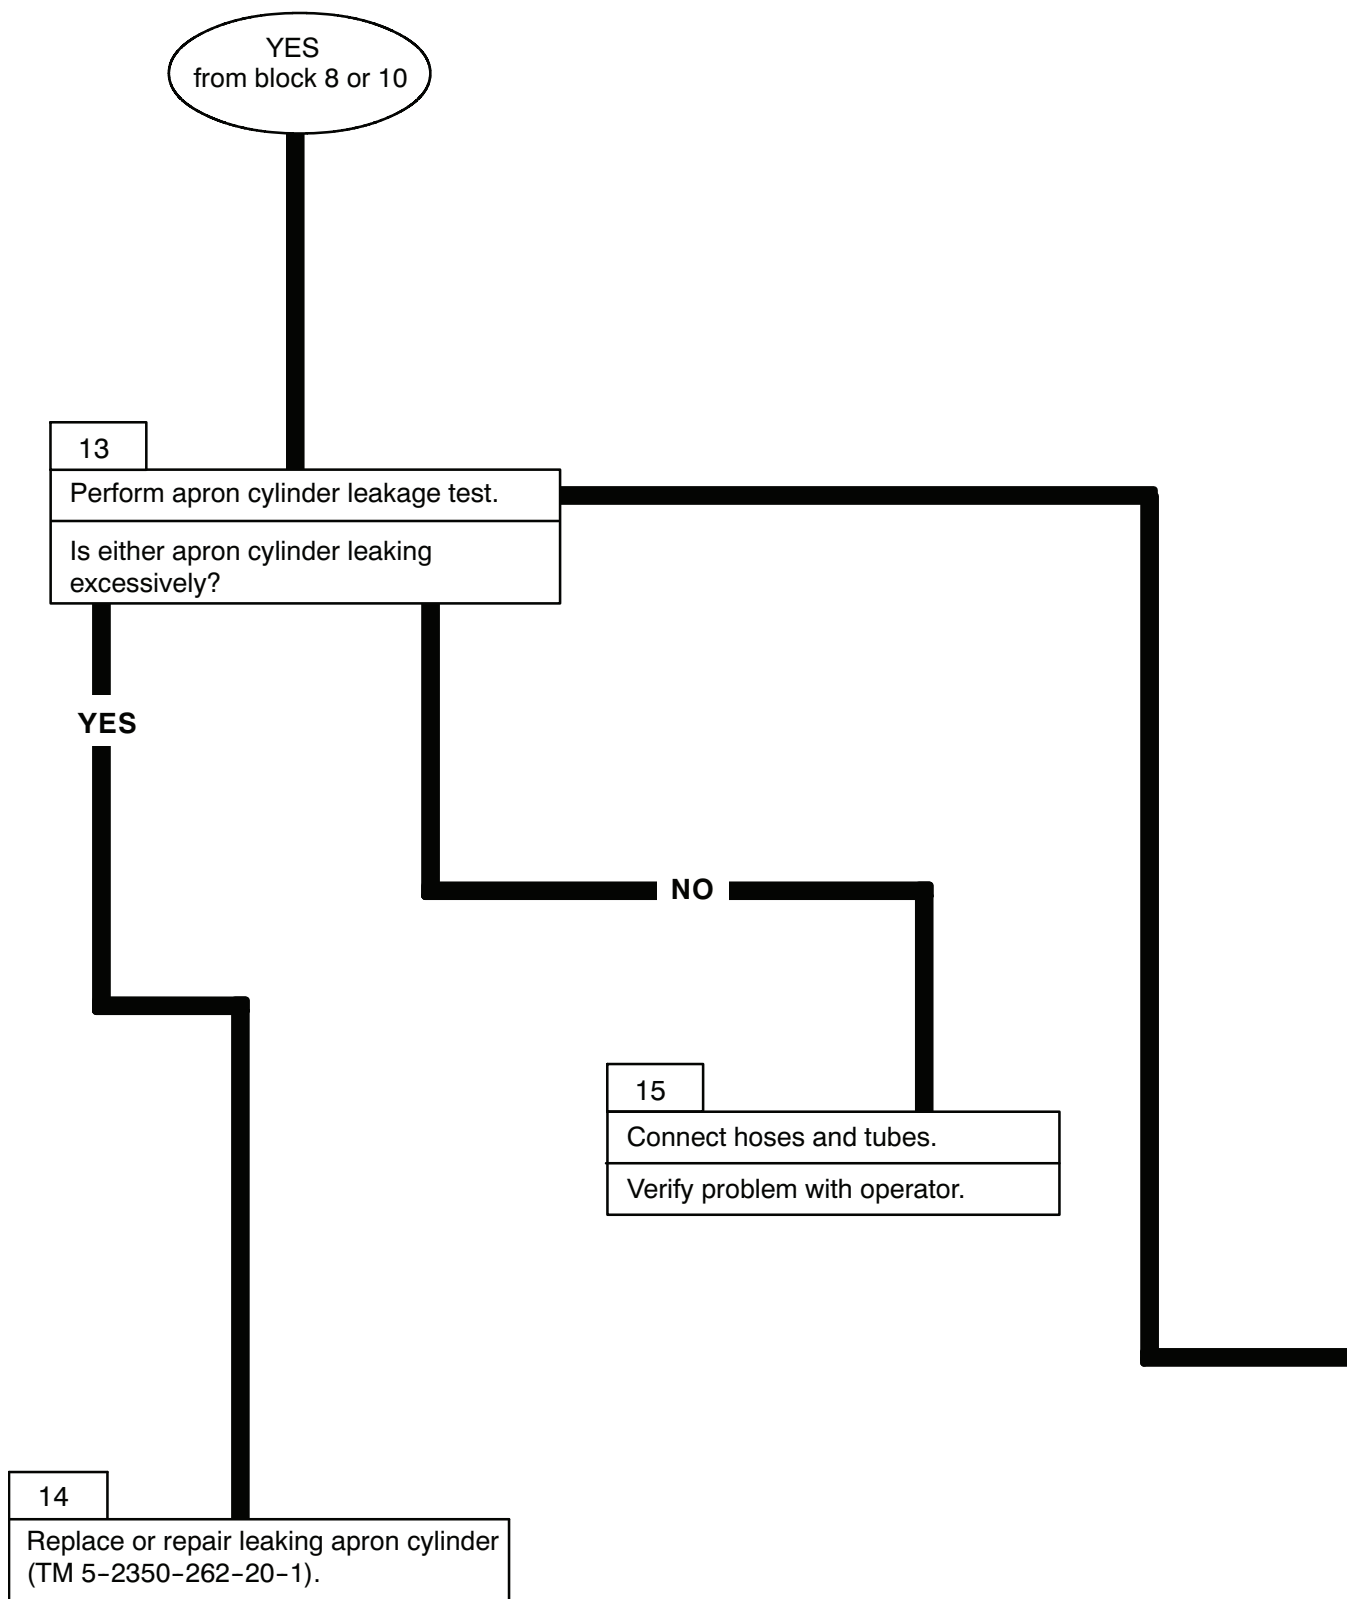 YES
from block 8 or 10
13
Perform apron cylinder leakage test.
Is either apron cylinder leaking
excessively?
YES
NO
15
Connect hoses and tubes.
Verify problem with operator.
14
Replace or repair leaking apron cylinder
(TM 5-2350-262-20-1).